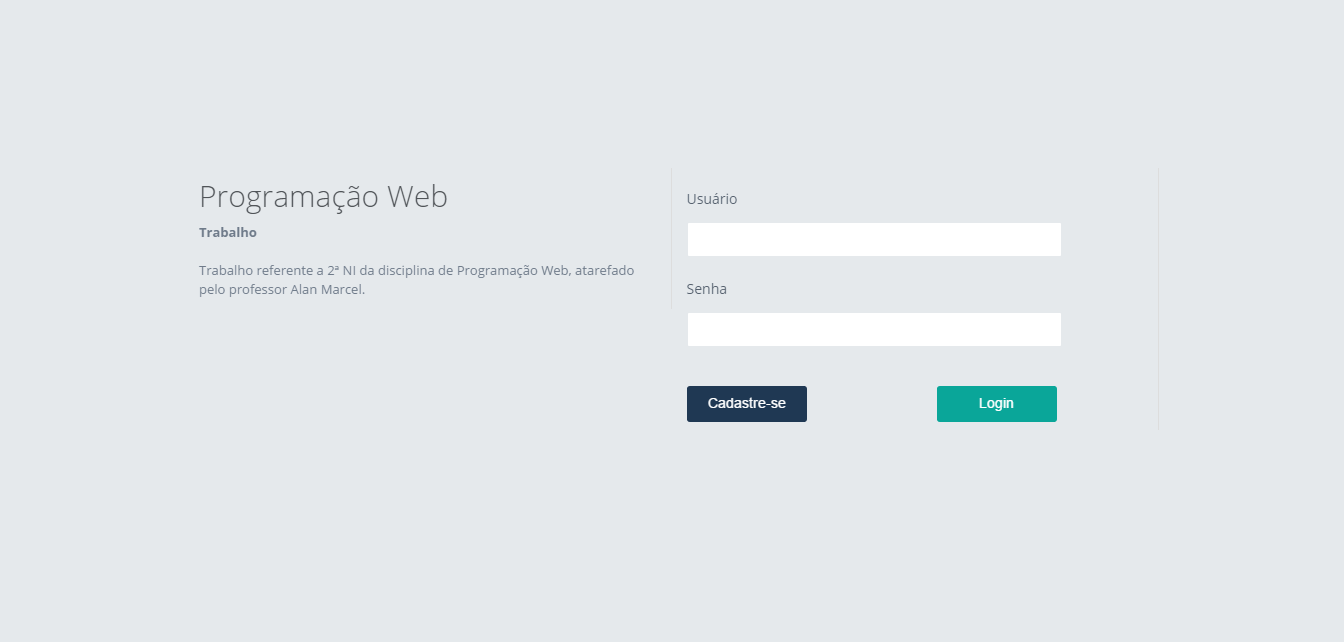 Programação Web
Trabalho
Trabalho referente a 2ª NI da disciplina de Programação Web, atarefado
pelo professor Alan Marcel.
Usuário
Senha
Cadastre-se
Login